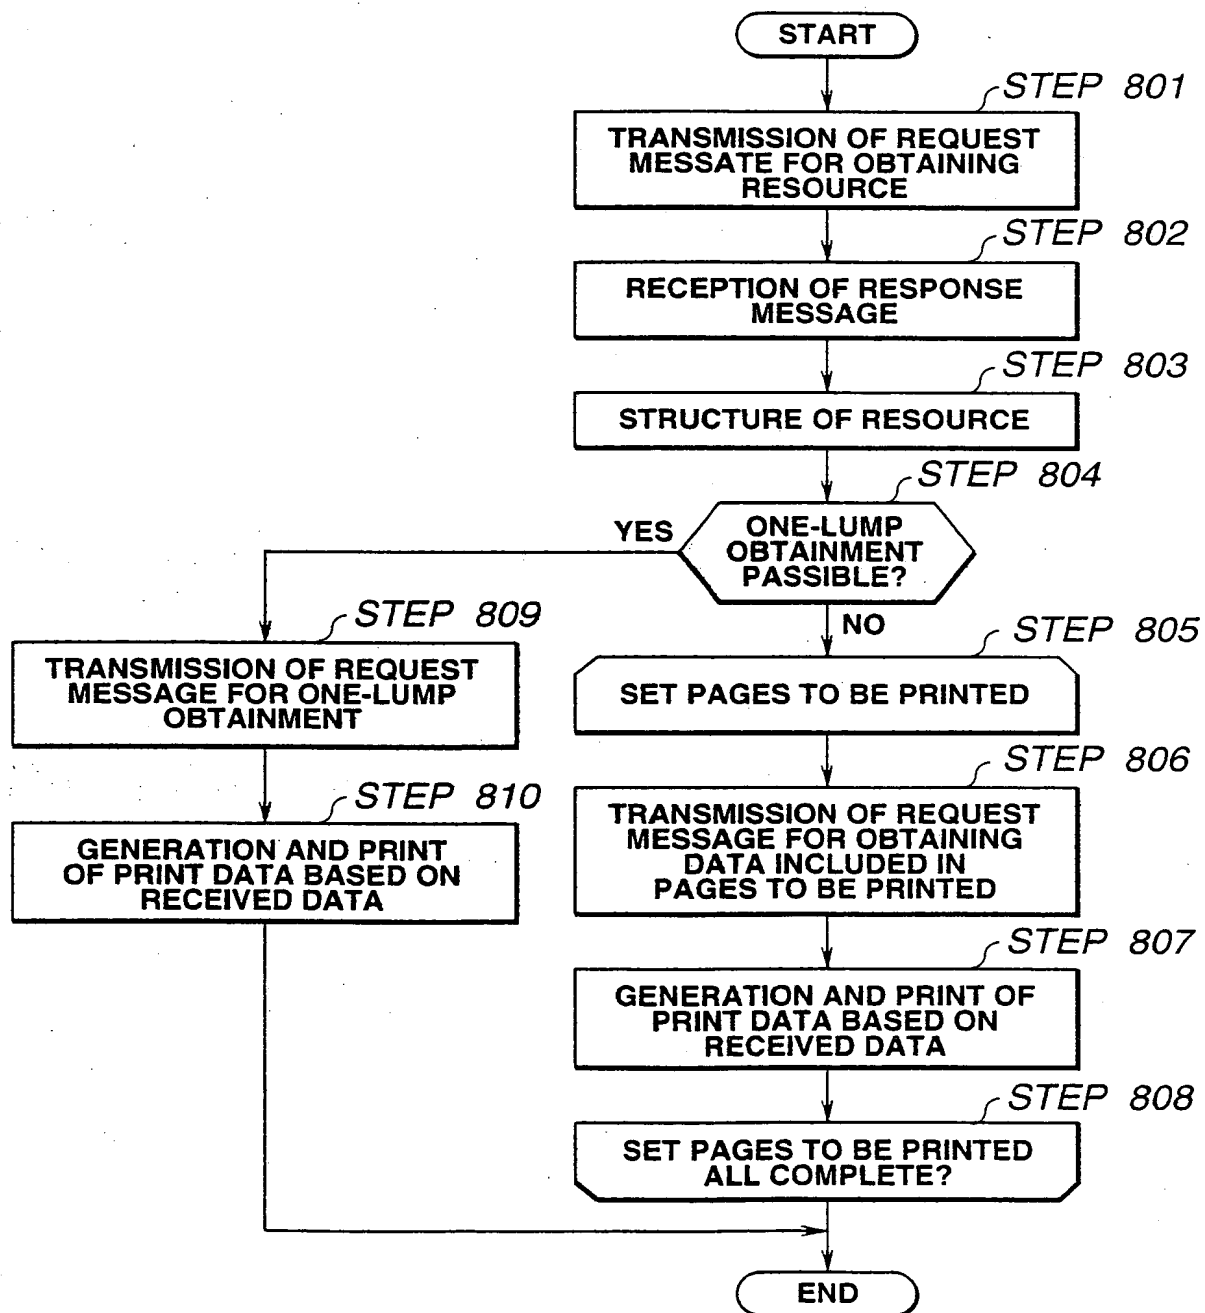 START
STEP 801
TRANSMISSION OF REQUEST
MESSATE FOR OBTAINING
RESOURCE
STEP 802
RECEPTION OF RESPONSE
MESSAGE
STEP 803
STRUCTURE OF RESOURCE
STEP 804
ONE-LUMP
OBTAINMENT
PASSIBLE?
YES
NO
STEP 809
TRANSMISSION OF REQUEST
MESSAGE FOR ONE-LUMP
OBTAINMENT
STEP 810
GENERATION AND PRINT
OF PRINT DATA BASED ON
RECEIVED DATA
STEP 805
SET PAGES TO BE PRINTED
STEP 806
TRANSMISSION OF REQUEST
MESSAGE FOR OBTAINING
DATA INCLUDED IN
PAGES TO BE PRINTED
STEP 807
GENERATION AND PRINT OF
PRINT DATA BASED ON
RECEIVED DATA
STEP 808
SET PAGES TO BE PRINTED
ALL COMPLETE?
END